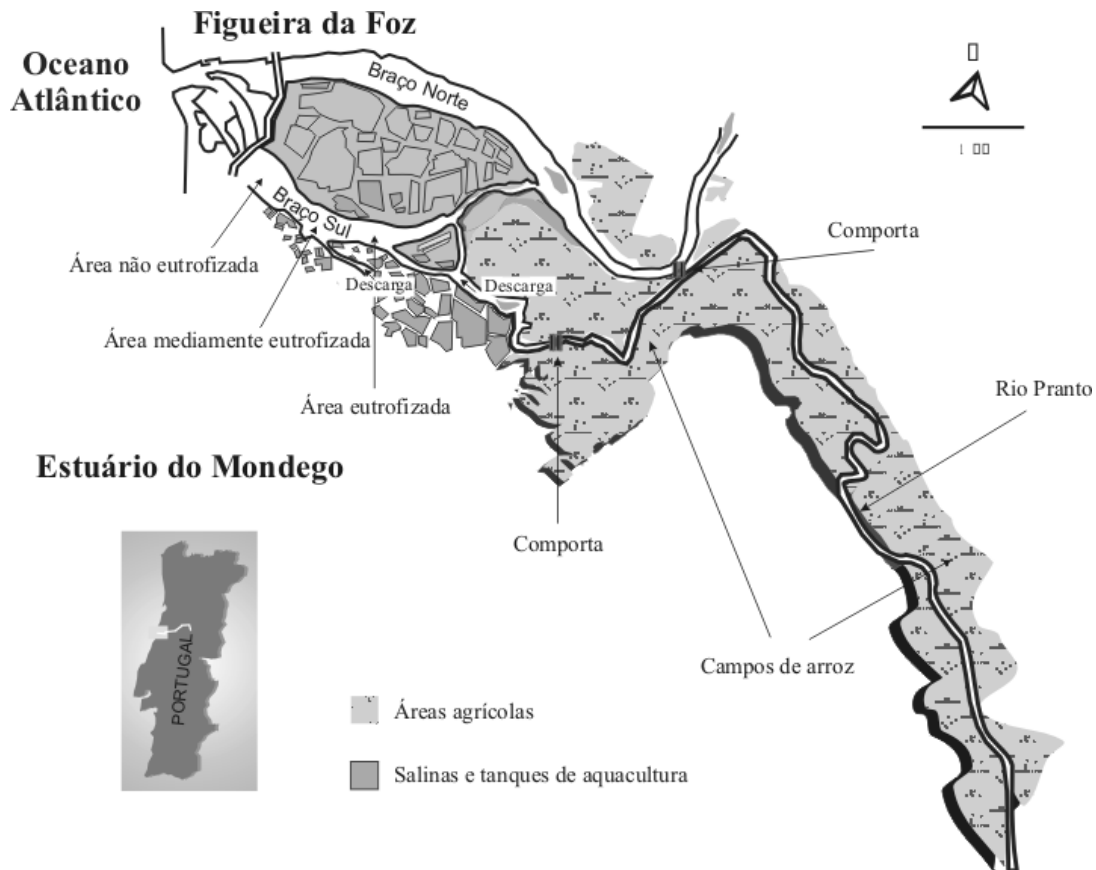 Figueira da Foz
Oceano
Atlântico
Braço Norte
Braço Sul
Comporta
Área não eutrofizada
Descarga
Descarga
Área mediamente eutrofizada
Rio Pranto
Área eutrofizada
Estuário do Mondego
Comporta
Campos de arroz
PORTUGAL
Áreas agrícolas
Salinas e tanques de aquacultura